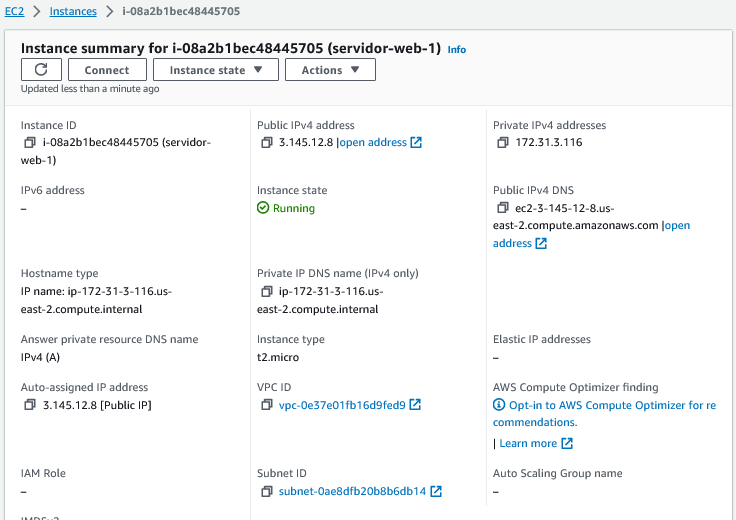 EC2 > Instances > i-08a2b1bec48445705
Instance summary for i-08a2b1bec48445705 (servidor-web-1) Info
Connect Instance state Actions
Updated less than a minute ago
Instance ID
i-08a2b1bec48445705 (servidor-
web-1)
Public IPv4 address
3.145.12.8 |open address
Private IPv4 addresses
172.31.3.116
IPv6 address
–
Instance state
Running
Public IPv4 DNS
ec2-3-145-12-8.us-
east-2.compute.amazonaws.com |open
address
Hostname type
IP name: ip-172-31-3-116.us-
east-2.compute.internal
Private IP DNS name (IPv4 only)
ip-172-31-3-116.us-
east-2.compute.internal
Answer private resource DNS name
IPv4 (A)
Instance type
t2.micro
Elastic IP addresses
–
Auto-assigned IP address
3.145.12.8 [Public IP]
VPC ID
vpc-0e37e01fb16d9fed9
AWS Compute Optimizer finding
Opt-in to AWS Compute Optimizer for re
commendations.
| Learn more
IAM Role
–
Subnet ID
subnet-0ae8dfb20b8b6db14
Auto Scaling Group name
–